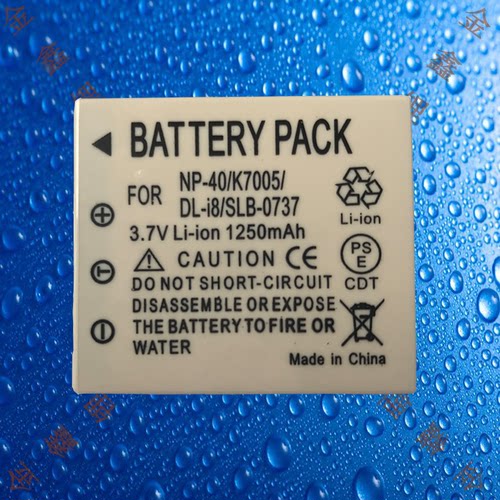 BATTERY PACK
FOR NP-40/K7005/
DL-i8/SLB-0737
Li-ion
3.7V Li-ion 1250mAh
CAUTION CE
PS
E
CDT
DO NOT SHORT-CIRCUIT
DISASSEMBLE OR EXPOSE
THE BATTERY TO FIRE OR
WATER
Made in China